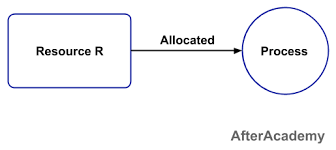 Resource R
Allocated
Process
AfterAcademy